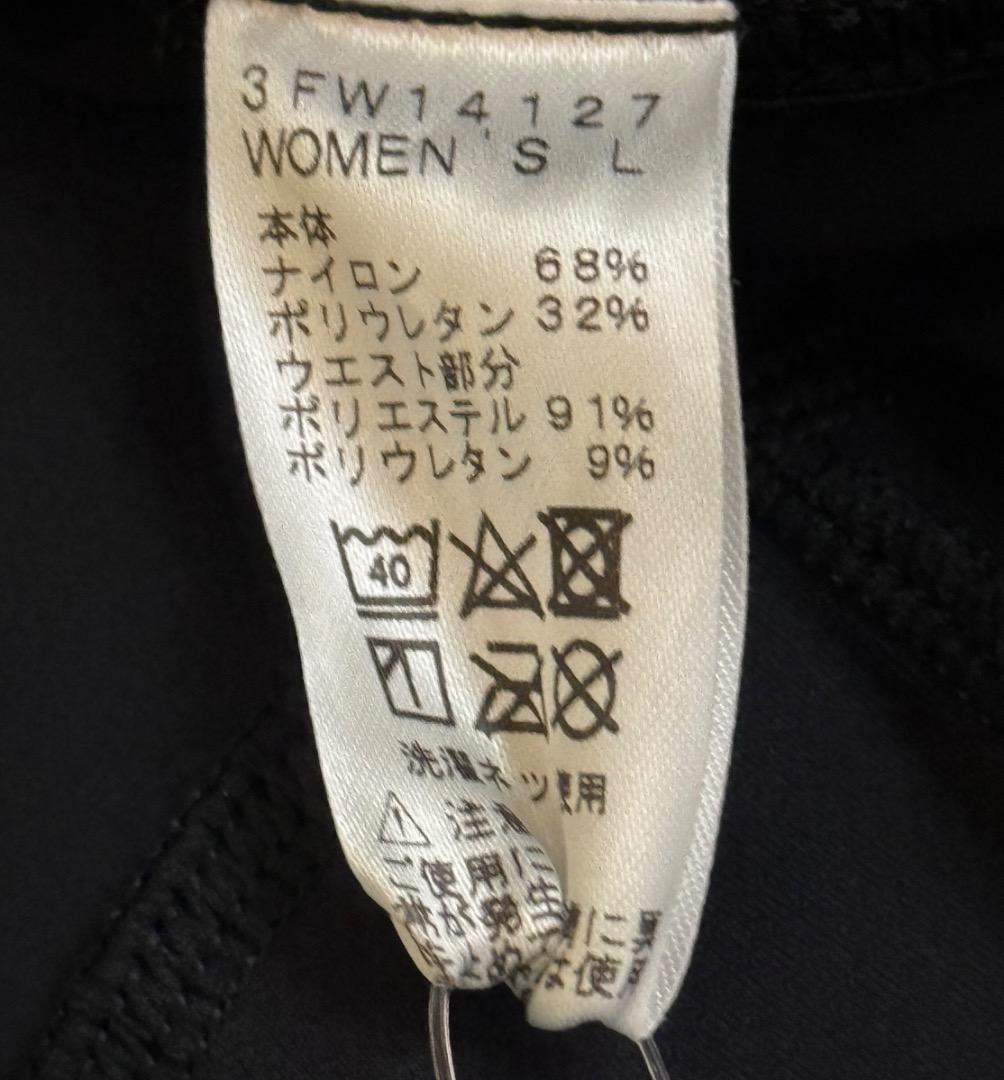 3FW14127
WOMEN'S L
本体
ナイロン 68%
ポリウレタン 32%
ウエスト部分
ポリエステル 91%
ポリウレタン 9%
40
洗濯ネット使用
注
使用